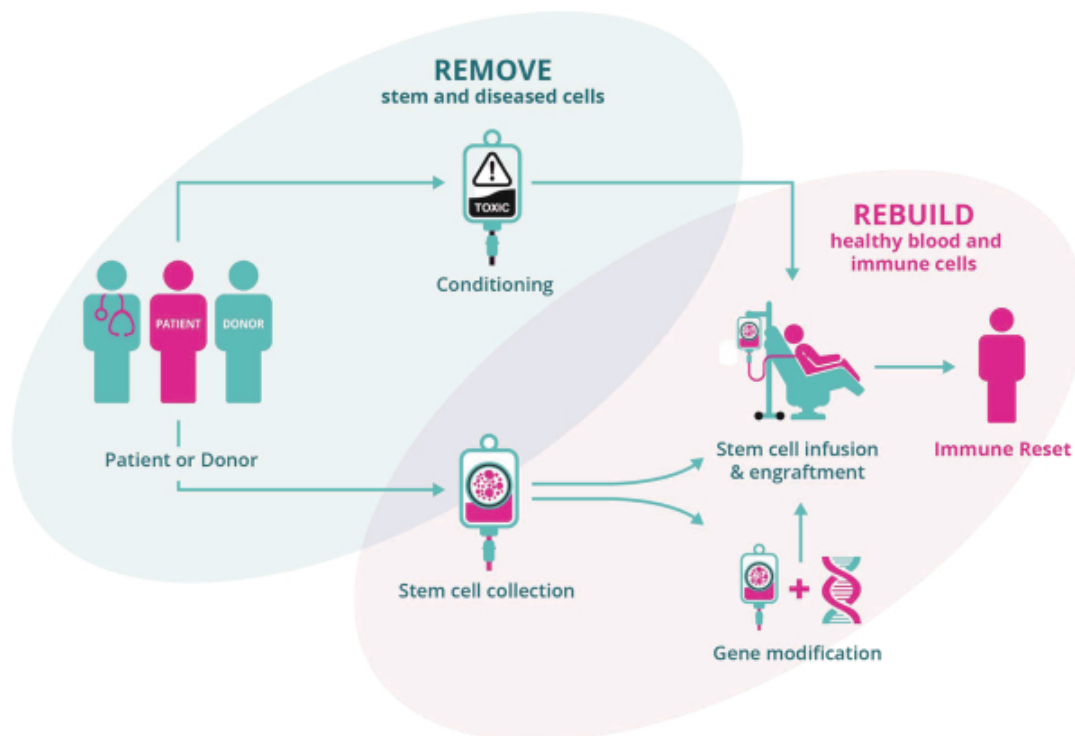 REMOVE
stem and diseased cells
TOXIC
Conditioning
REBUILD
healthy blood and
immune cells
PATIENT
DONOR
Patient or Donor
Stem cell infusion
& engraftment
Immune Reset
Stem cell collection
+
Gene modification